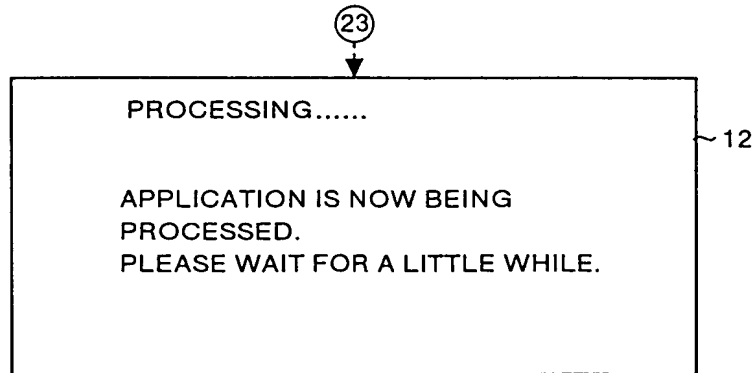 23
PROCESSING......
~ 12
APPLICATION IS NOW BEING
PROCESSED.
PLEASE WAIT FOR A LITTLE WHILE.